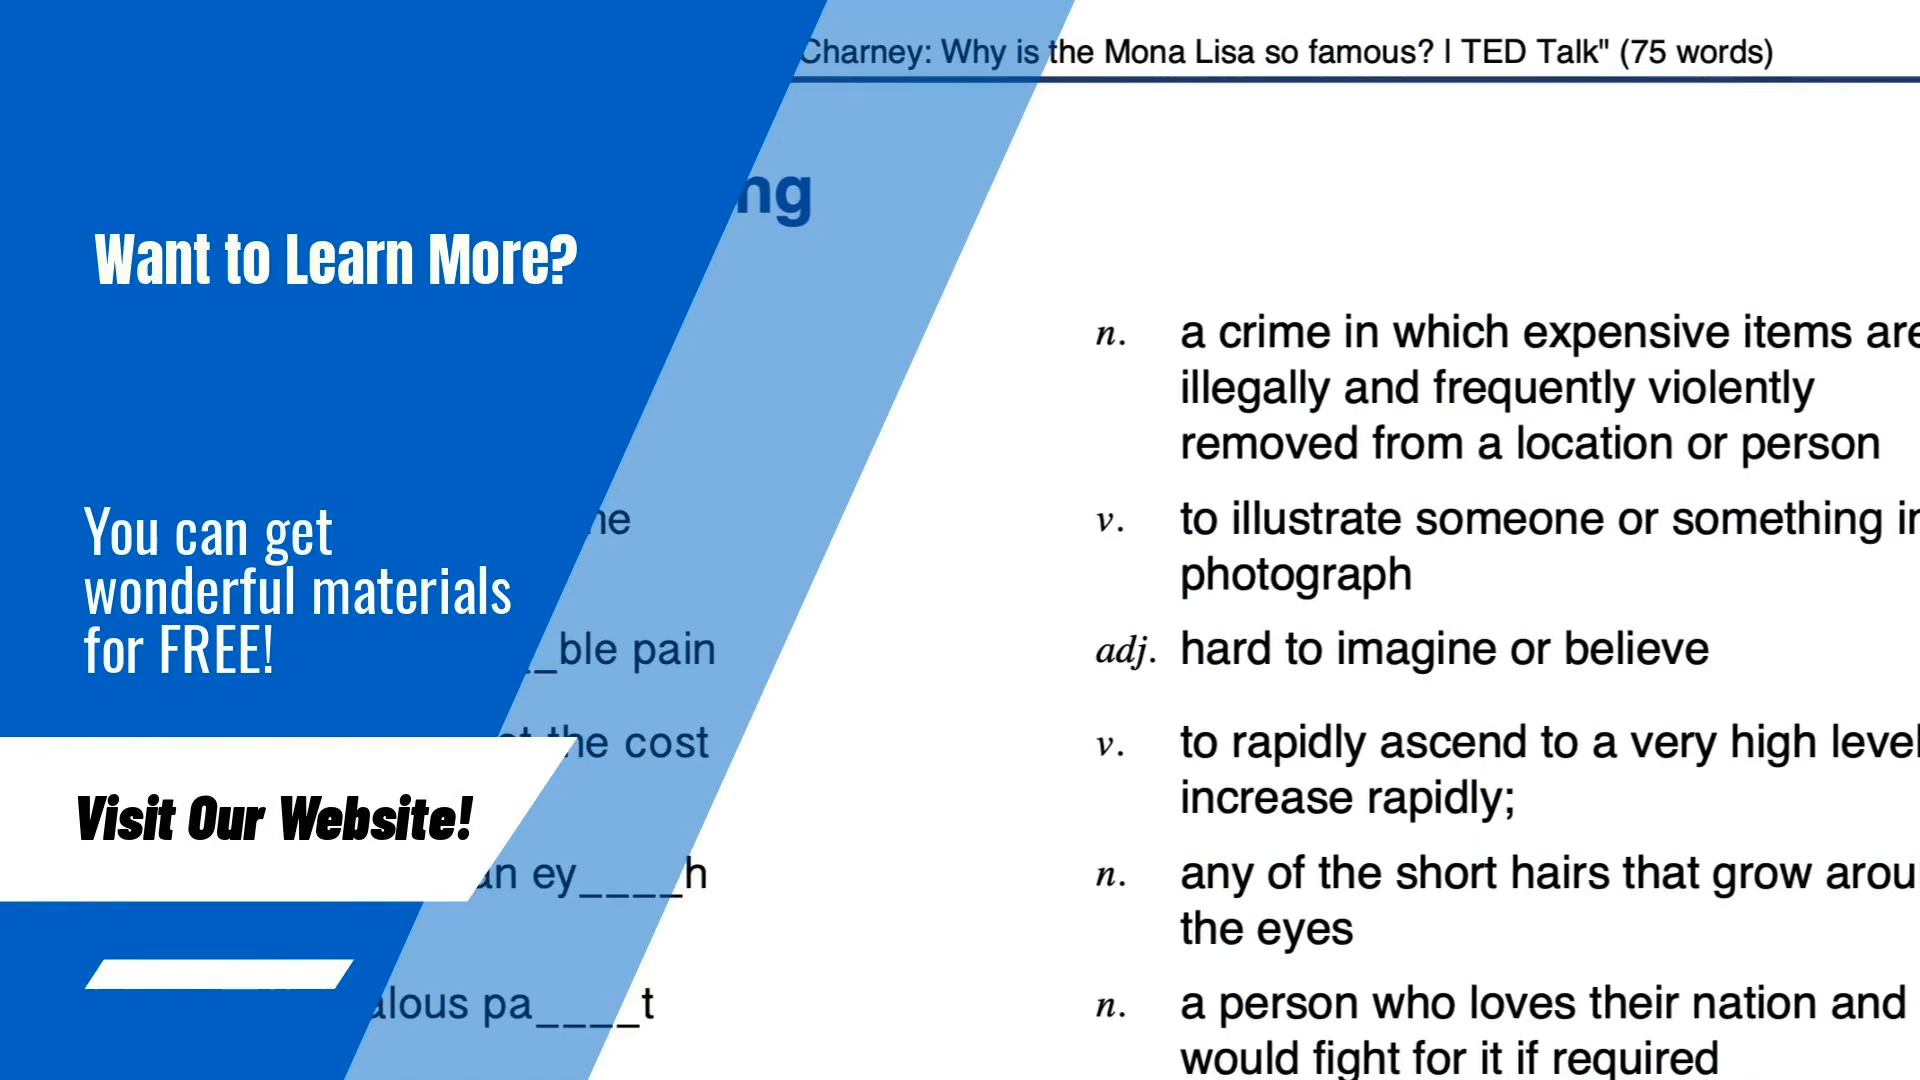 Charney: Why is the Mona Lisa so famous? | TED Talk" (75 words)
ng
Want to Learn More?
You can get
wonderful materials
for FREE!
Visit Our Website!
n. a crime in which expensive items are
illegally and frequently violently
removed from a location or person
v. to illustrate someone or something in
photograph
_ble pain
adj. hard to imagine or believe
the cost
v. to rapidly ascend to a very high level
increase rapidly;
an ey____h
n. any of the short hairs that grow arou
the eyes
alous pa____t
n. a person who loves their nation and
would fight for it if required